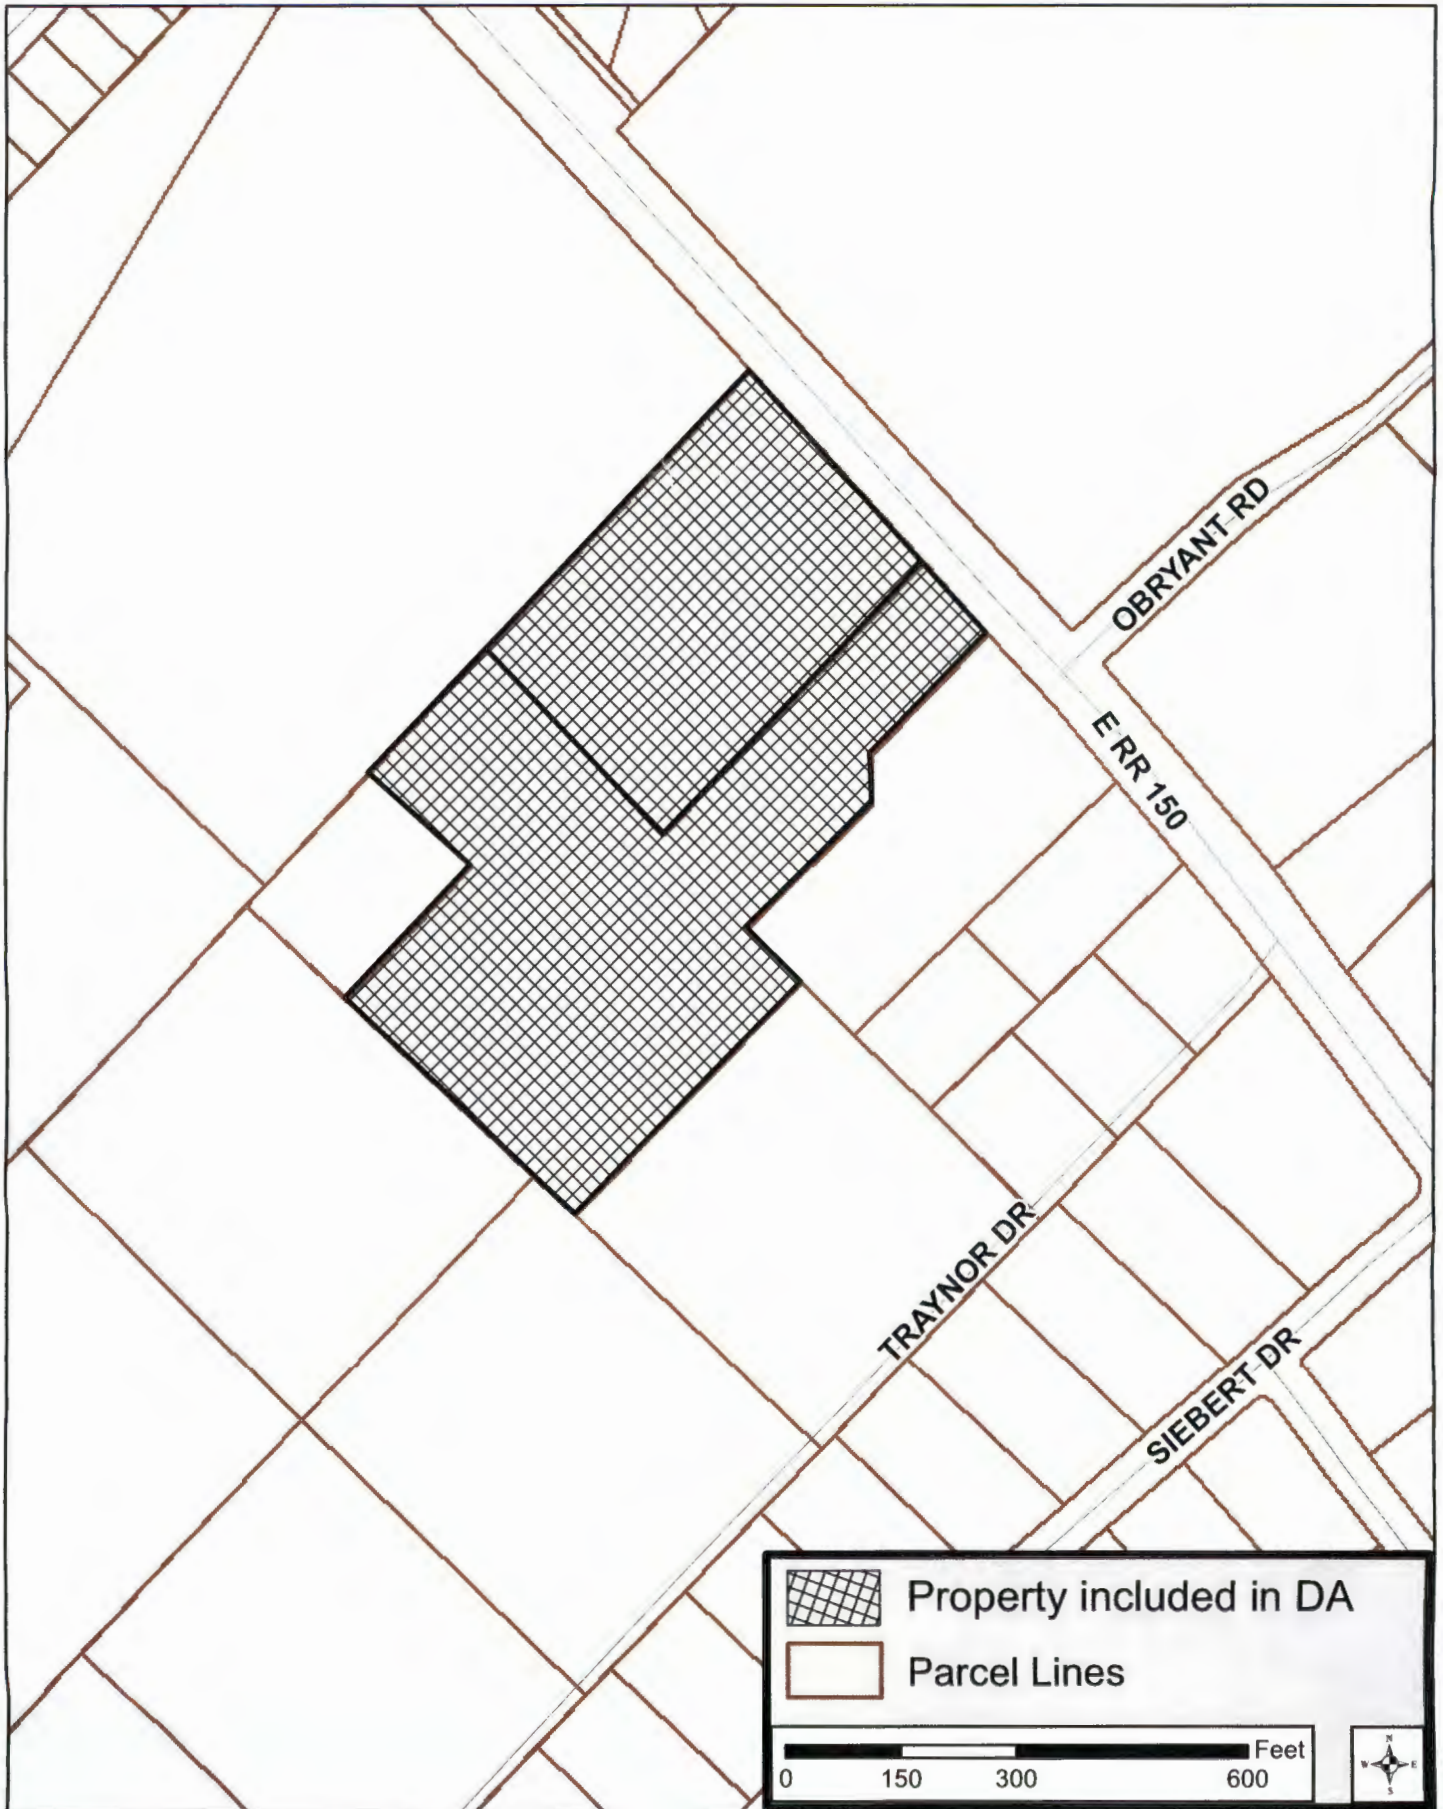 OBRYANT RD
E RR 150
TRAYNOR DR
SIEBERT DR
Property included in DA
Parcel Lines
Feet
0 150 300 600
N
W E
S